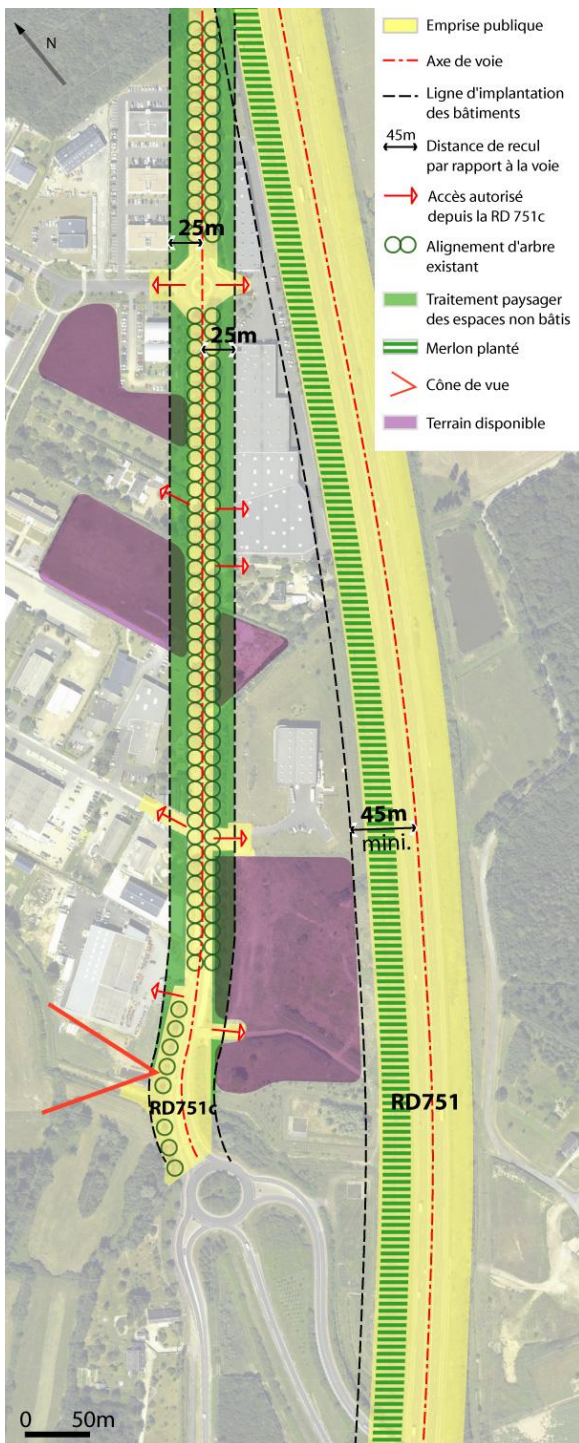 N
Emprise publique
Axe de voie
Ligne d'implantation
des bâtiments
45m
Distance de recul
par rapport à la voie
Accès autorisé
depuis la RD 751c
Alignement d'arbre
existant
Traitement paysager
des espaces non bâtis
Merlon planté
Cône de vue
Terrain disponible
25m
25m
45m
mini.
RD751c
RD751
0 50m